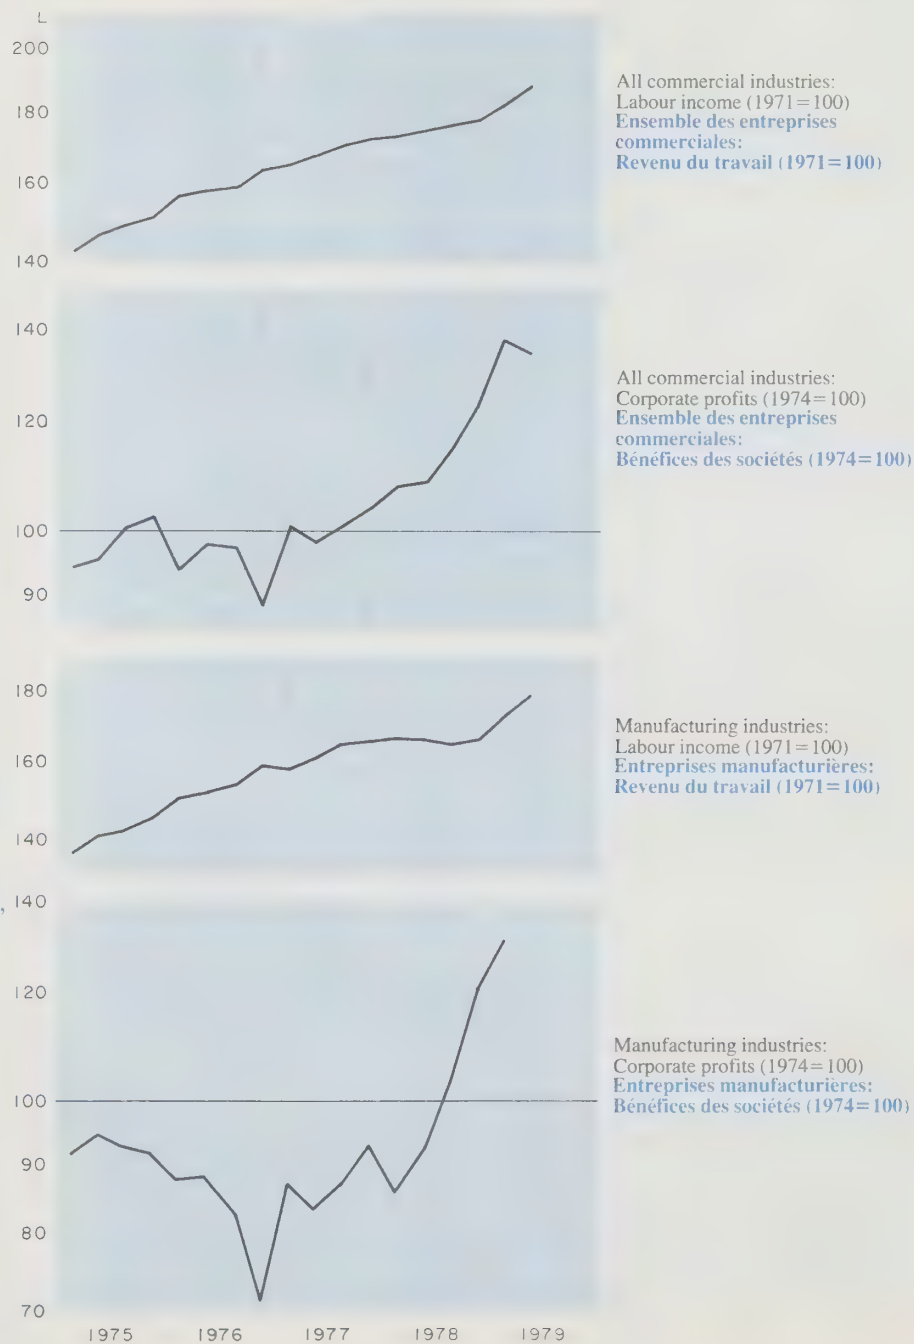 L
200
180
160
140
All commercial industries:
Labour income (1971=100)
Ensemble des entreprises
commerciales:
Revenu du travail (1971=100)
140
120
100
90
All commercial industries:
Corporate profits (1974=100)
Ensemble des entreprises
commerciales:
Bénéfices des sociétés (1974=100)
180
160
140
Manufacturing industries:
Labour income (1971=100)
Entreprises manufacturières:
Revenu du travail (1971=100)
,
140
120
100
90
80
70
Manufacturing industries:
Corporate profits (1974=100)
Entreprises manufacturières:
Bénéfices des sociétés (1974=100)
1975 1976 1977 1978 1979